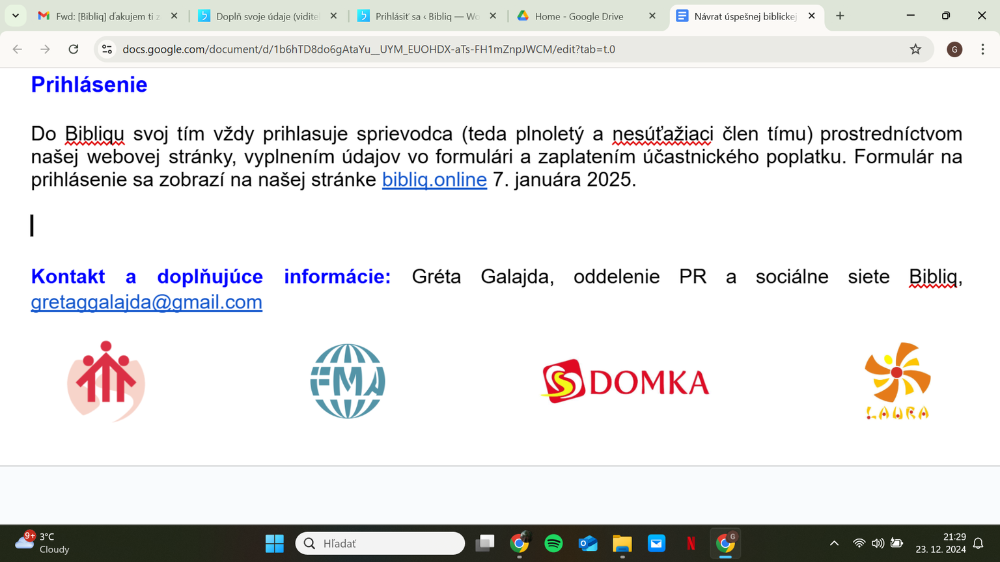 Fwd: [Bibliq] ďakujem ti z
Doplň svoje údaje (vidite
Prihlásiť sa ‹ Bibliq — Wo
Home - Google Drive
Návrat úspešnej biblickej
docs.google.com/document/d/1b6hTD8do6gAtaYu__UYM_EUOHDX-aTs-FH1mZnpJWCM/edit?tab=t.0
G
Prihlásenie
Do Bibliqu svoj tím vždy prihlasuje sprievodca (teda plnoletý a nesúťažiaci člen tímu) prostredníctvom
našej webovej stránky, vyplnením údajov vo formulári a zaplatením účastnického poplatku. Formulár na
prihlásenie sa zobrazí na našej stránke bibliq.online 7. januára 2025.
Kontakt a doplňujúce informácie: Gréta Galajda, oddelenie PR a sociálne siete Bibliq,
gretaggalajda@gmail.com
FMA
DOMKA
LAURA
9+
3°C
Cloudy
Hľadať
G
21:29
23. 12. 2024